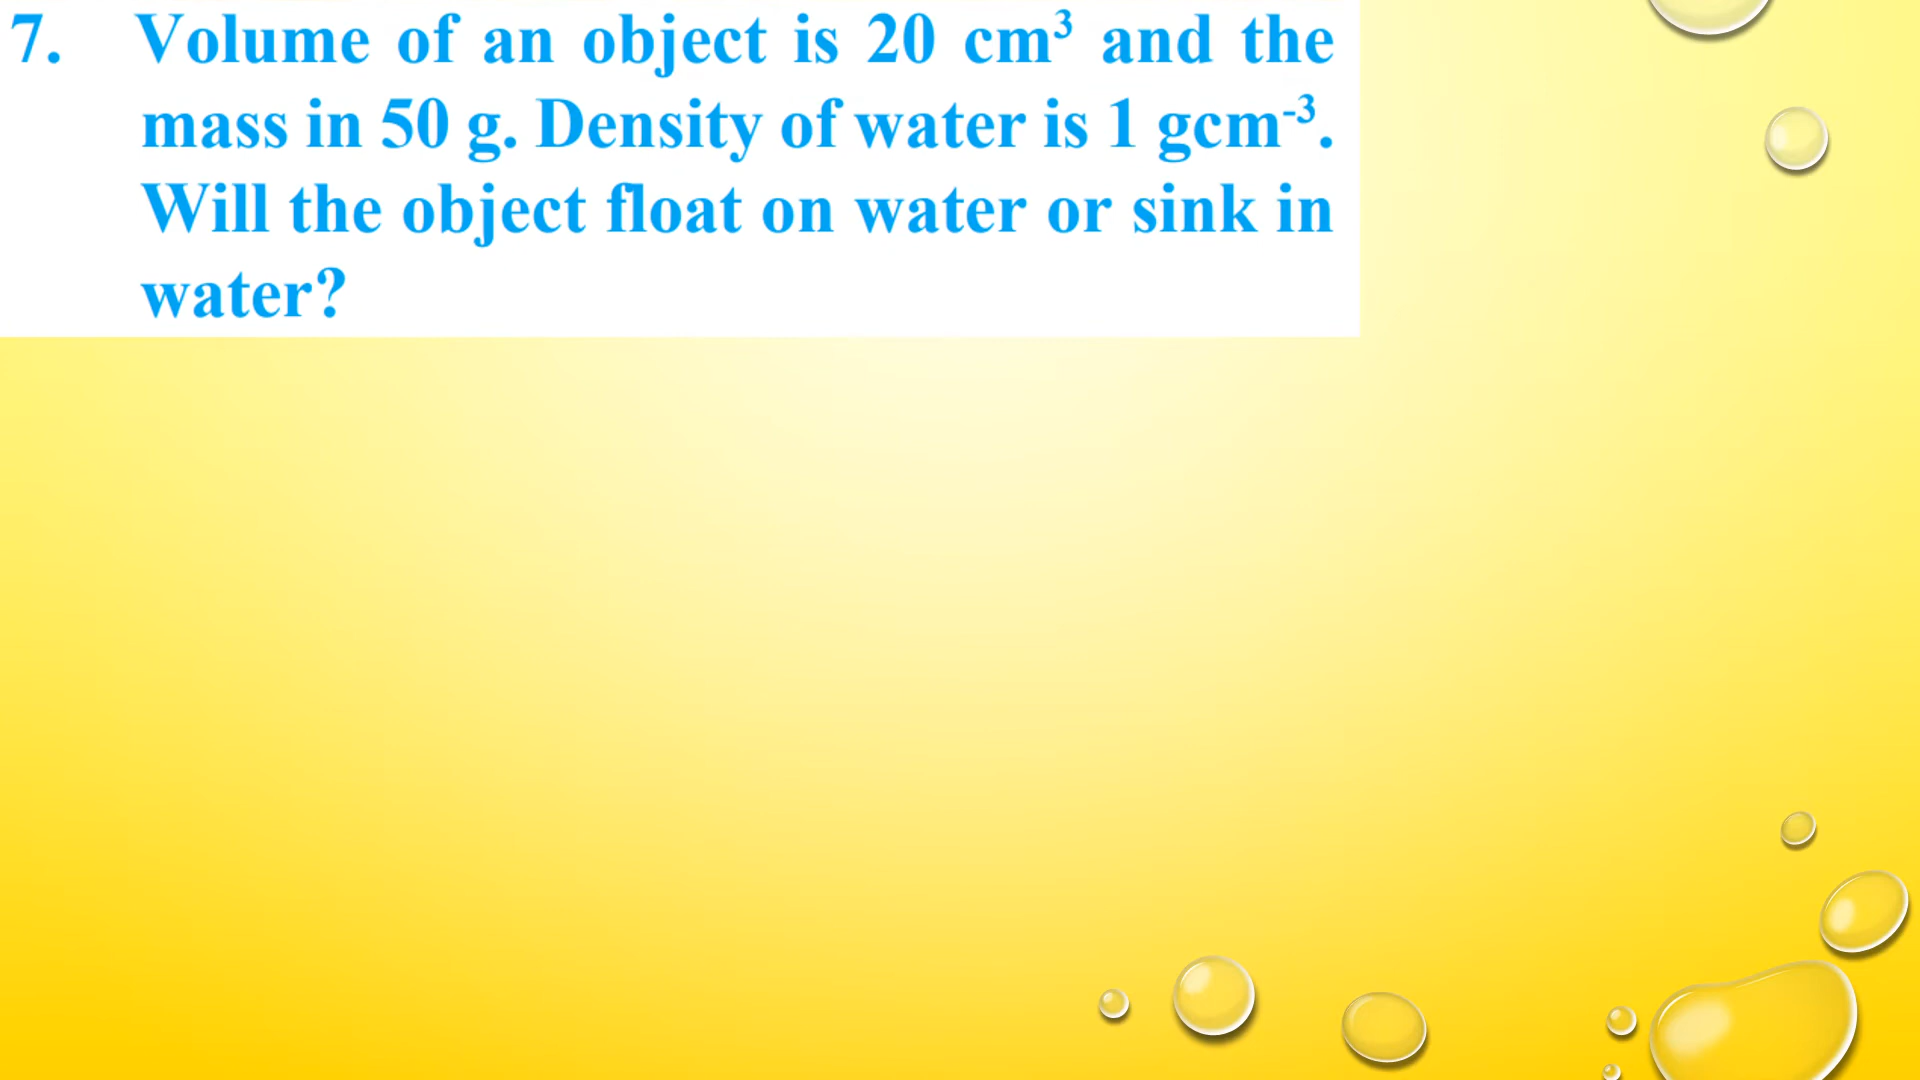 7. Volume of an object is 20 cm³ and the
mass in 50 g. Density of water is 1 gcm⁻³.
Will the object float on water or sink in
water?